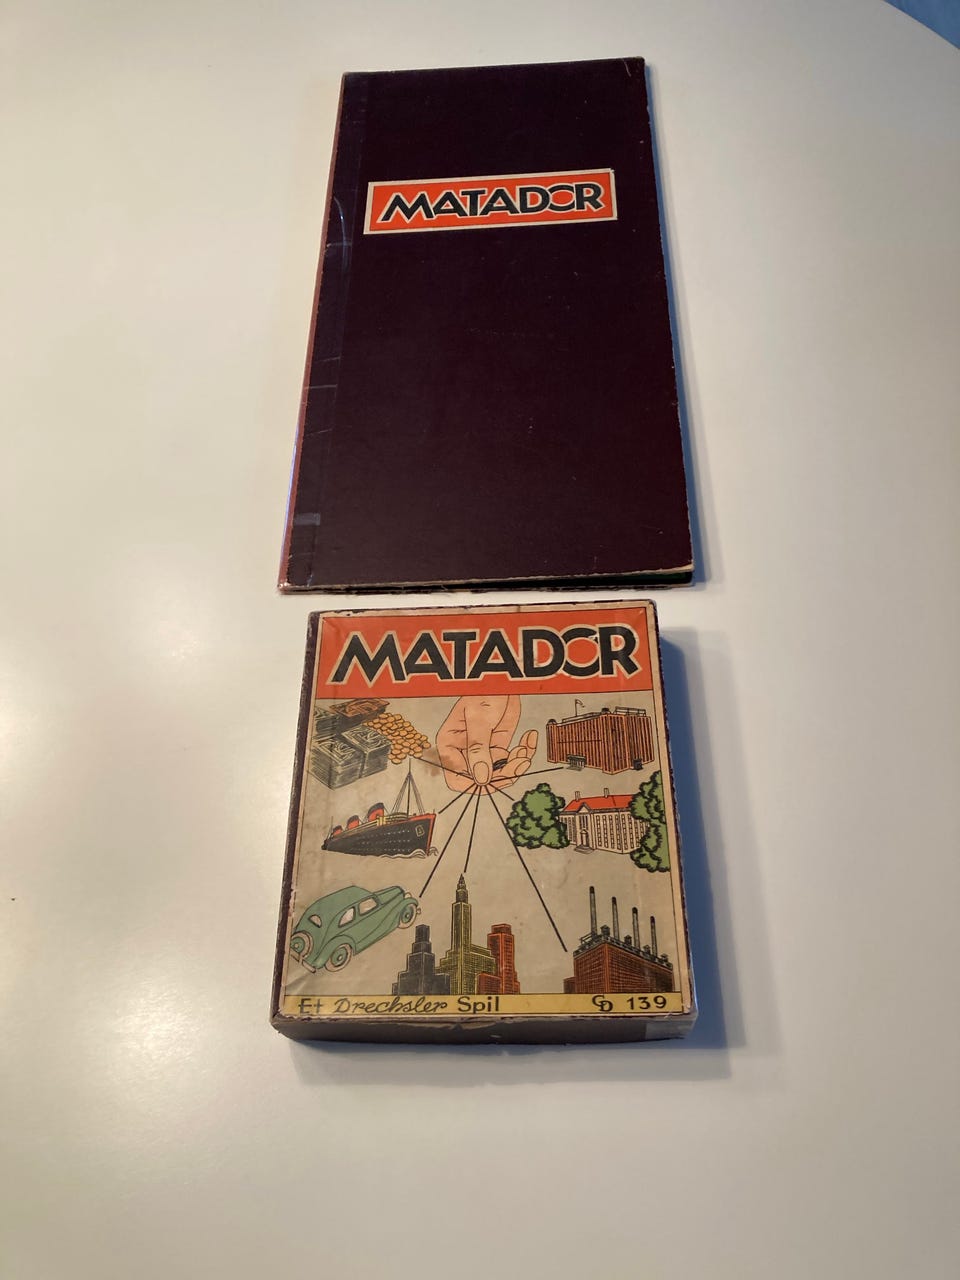 MATADOR
MATADOR
Et Drechsler Spil CD 139